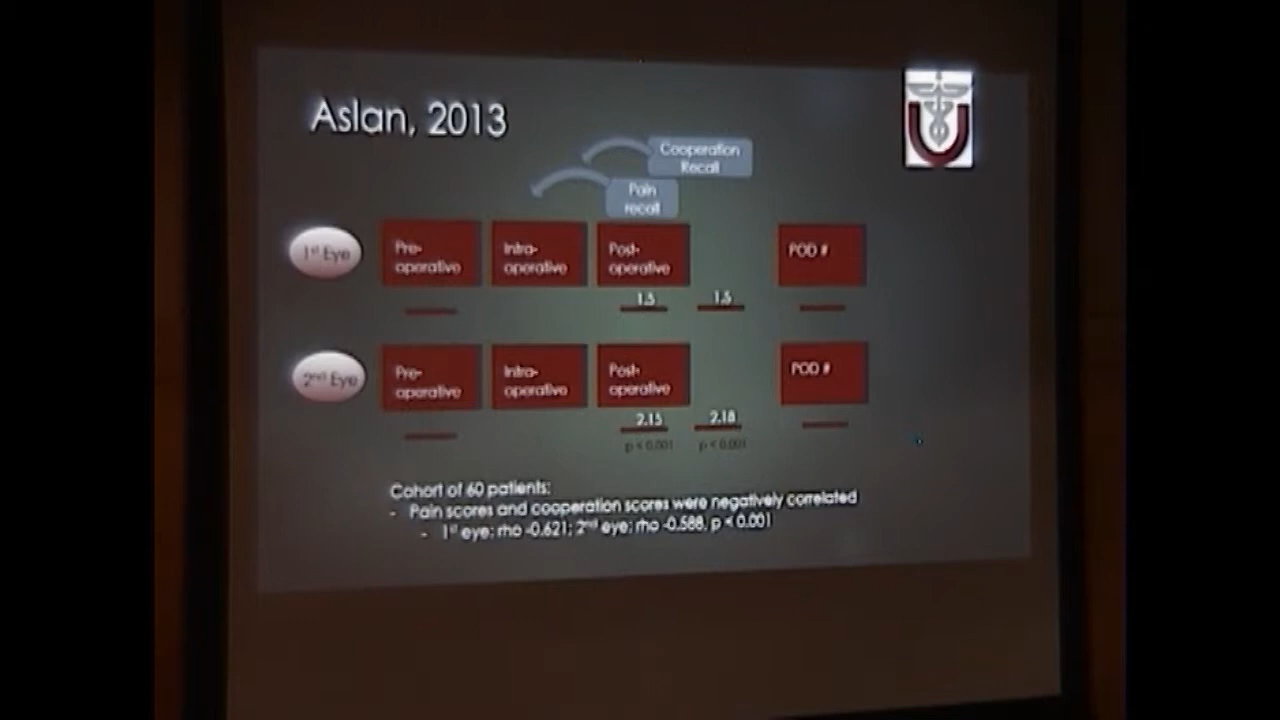 Aslan, 2013
Cooperation
Recall
Pain
recall
1st Eye
Pre-
operative
Intra-
operative
Post-
operative
POD #
1.5
1.5
2nd Eye
Pre-
operative
Intra-
operative
Post-
operative
POD #
2.15
2.18
p < 0.001
p < 0.001
Cohort of 60 patients:
- Pain scores and cooperation scores were negatively correlated
- 1st eye: rho -0.621; 2nd eye: rho -0.588, p < 0.001